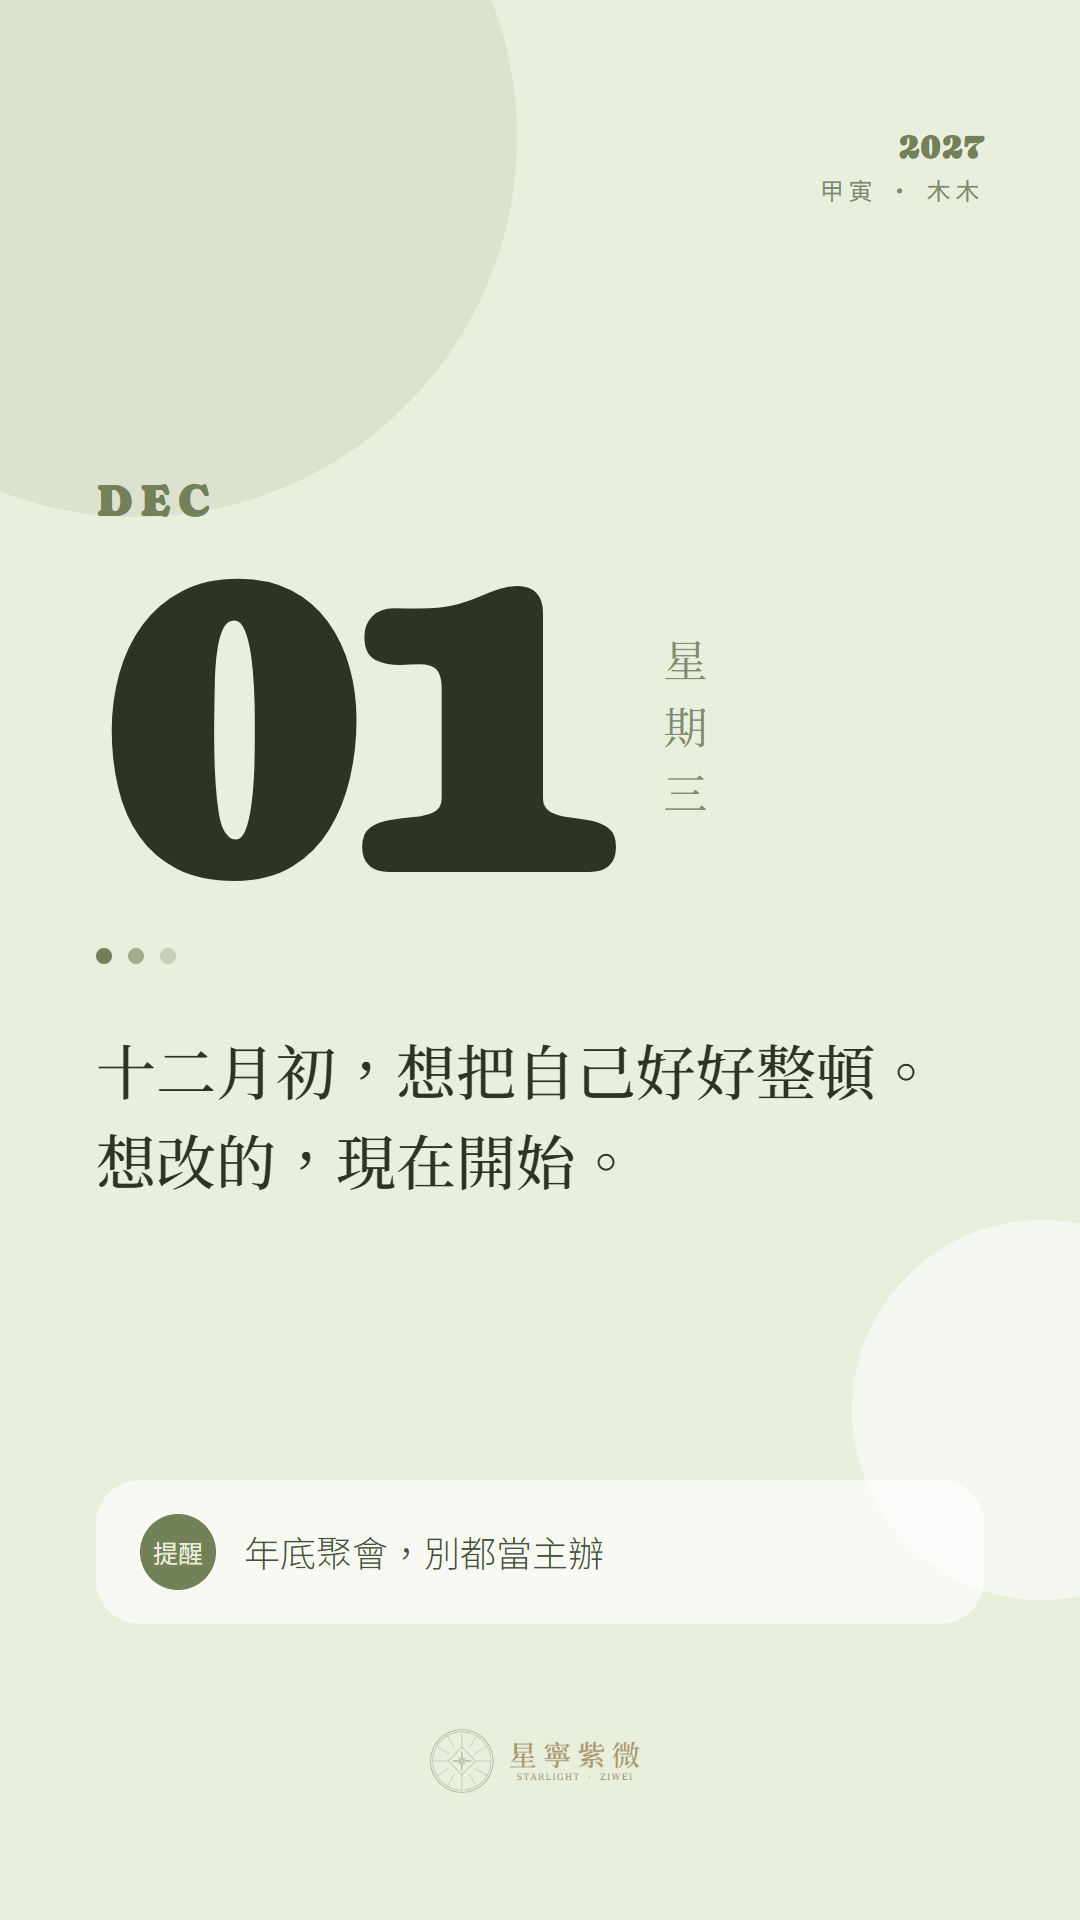 2027
甲寅 · 木木
DEC
01
星期三
十二月初，想把自己好好整頓。
想改的，現在開始。
提醒
年底聚會，別都當主辦
星寧紫微
STARLIGHT · ZIWEI